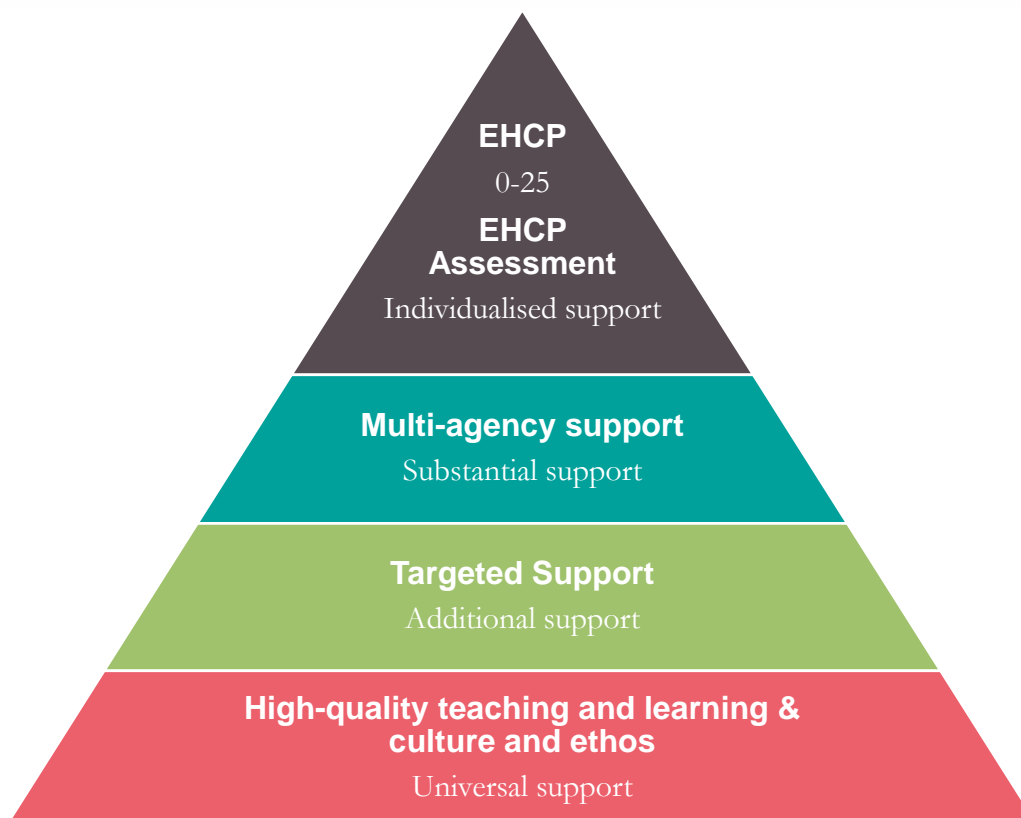 EHCP
0-25
EHCP
Assessment
Individualised support
Multi-agency support
Substantial support
Targeted Support
Additional support
High-quality teaching and learning &
culture and ethos
Universal support